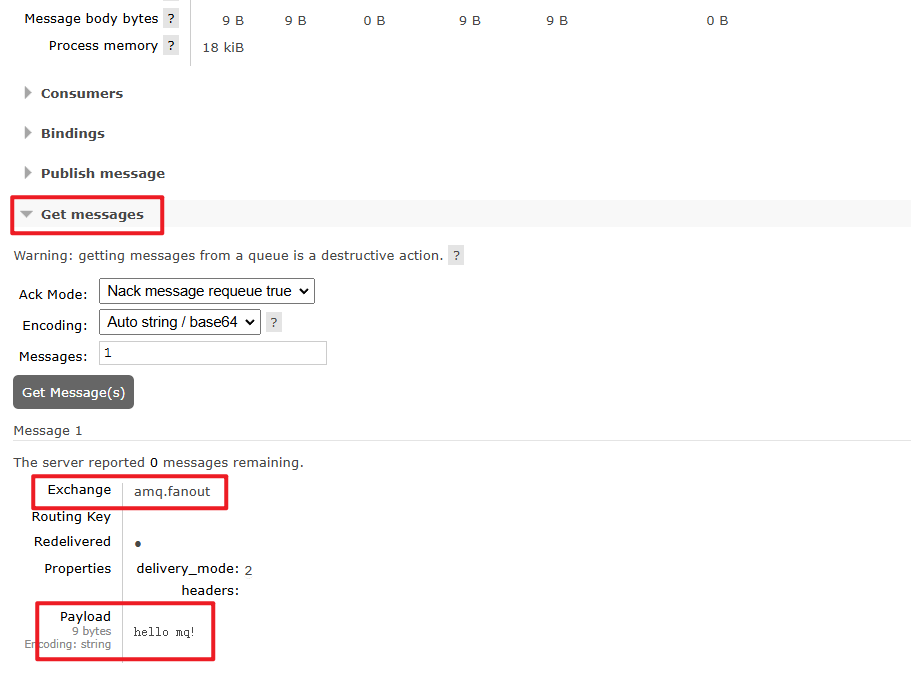 Message body bytes ? 9 B 9 B 0 B 9 B 9 B 0 B
Process memory ? 18 kiB
Consumers
Bindings
Publish message
Get messages
Warning: getting messages from a queue is a destructive action. ?
Ack Mode: Nack message requeue true
Encoding: Auto string / base64 ?
Messages: 1
Get Message(s)
Message 1
The server reported 0 messages remaining.
Exchange amq.fanout
Routing Key
Redelivered ●
Properties delivery_mode: 2
headers:
Payload
9 bytes
Encoding: string
hello mq!